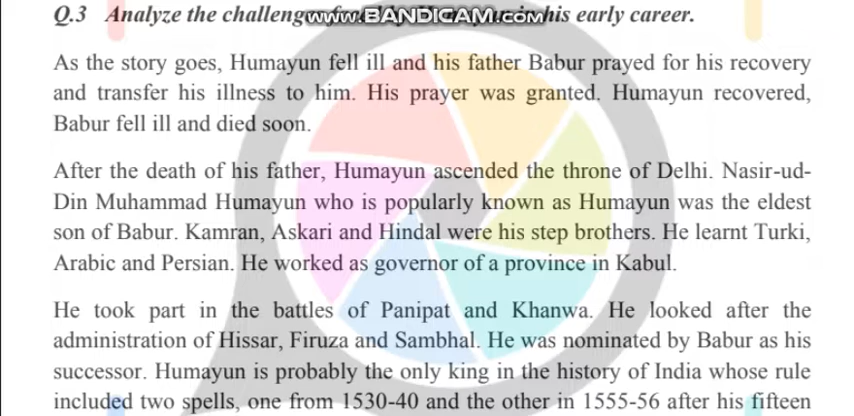 Q.3 Analyze the challenge www.BANDICAM.com his early career.
As the story goes, Humayun fell ill and his father Babur prayed for his recovery
and transfer his illness to him. His prayer was granted. Humayun recovered,
Babur fell ill and died soon.
After the death of his father, Humayun ascended the throne of Delhi. Nasir-ud-
Din Muhammad Humayun who is popularly known as Humayun was the eldest
son of Babur. Kamran, Askari and Hindal were his step brothers. He learnt Turki,
Arabic and Persian. He worked as governor of a province in Kabul.
He took part in the battles of Panipat and Khanwa. He looked after the
administration of Hissar, Firuza and Sambhal. He was nominated by Babur as his
successor. Humayun is probably the only king in the history of India whose rule
included two spells, one from 1530-40 and the other in 1555-56 after his fifteen